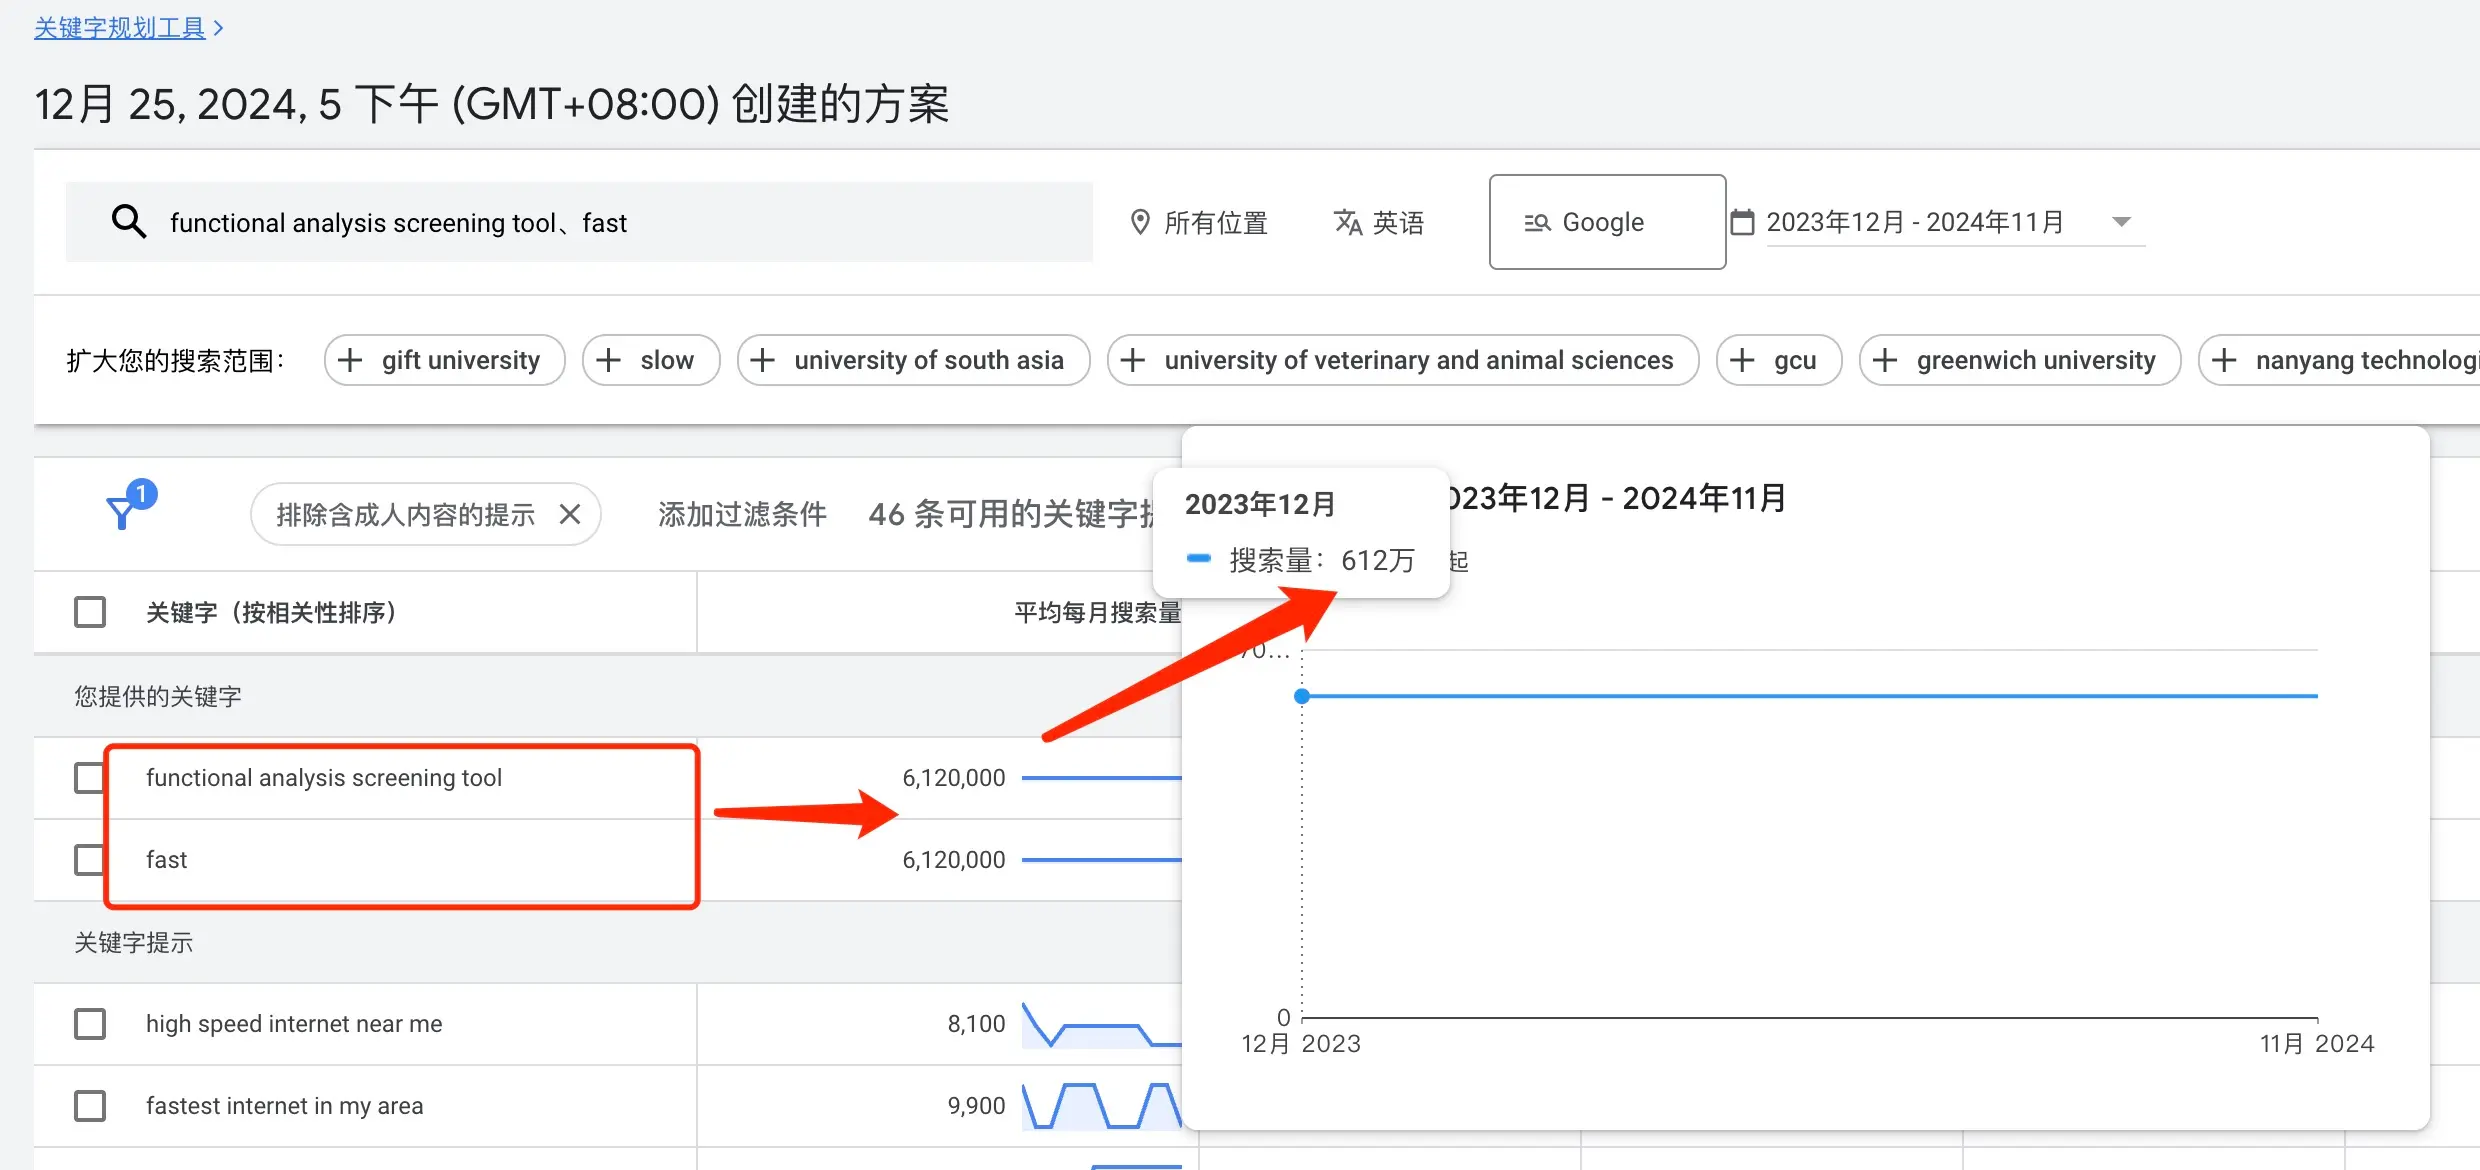 关键字规划工具
12月 25, 2024, 5 下午 (GMT+08:00) 创建的方案
functional analysis screening tool、fast
所有位置
英语
Google
2023年12月 - 2024年11月
扩大您的搜索范围：
gift university
slow
university of south asia
university of veterinary and animal sciences
gcu
greenwich university
nanyang technologi
1
排除含成人内容的提示
添加过滤条件
46 条可用的关键字
2023年12月
搜索量：612万
023年12月 - 2024年11月
起
关键字（按相关性排序）
平均每月搜索量
70...
您提供的关键字
functional analysis screening tool
6,120,000
fast
6,120,000
关键字提示
0
12月 2023
11月 2024
high speed internet near me
8,100
fastest internet in my area
9,900